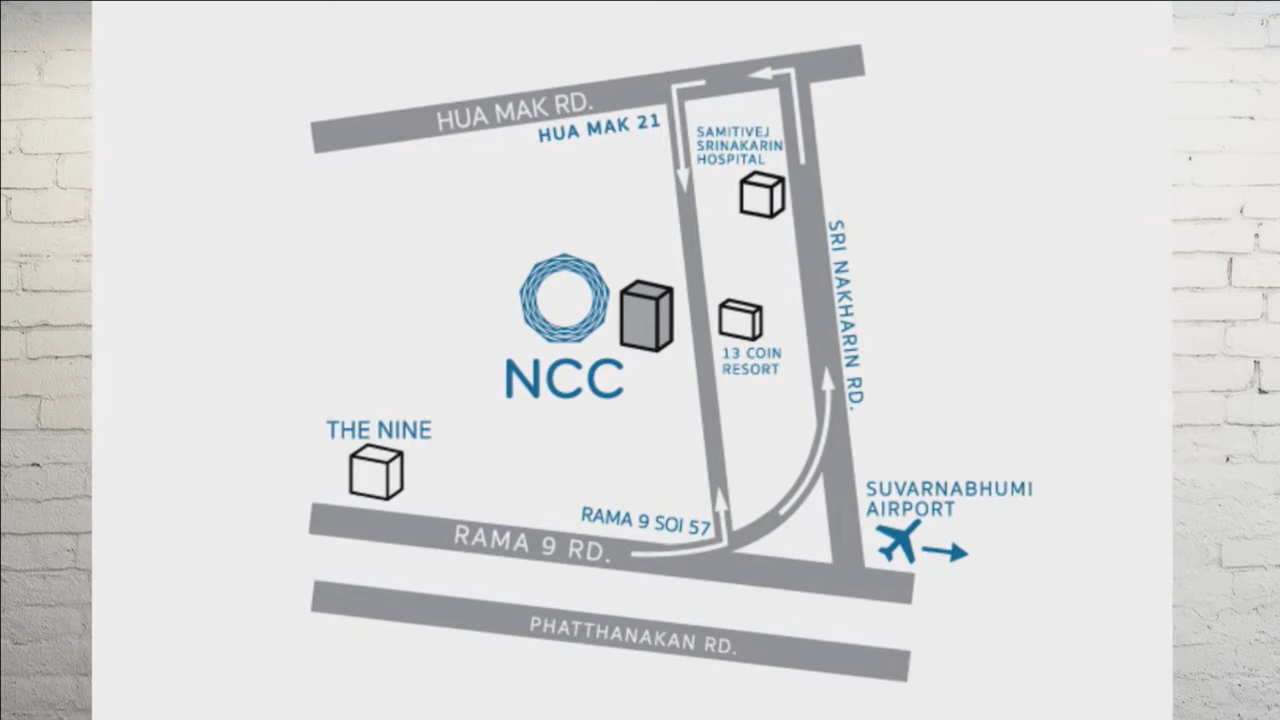 HUA MAK RD.
HUA MAK 21
SAMITIVEJ
SRINAKARIN
HOSPITAL
SRI NAKHARIN RD.
NCC
13 COIN
RESORT
THE NINE
SUVARNABHUMI
AIRPORT
RAMA 9 SOI 57
RAMA 9 RD.
PHATTHANAKAN RD.